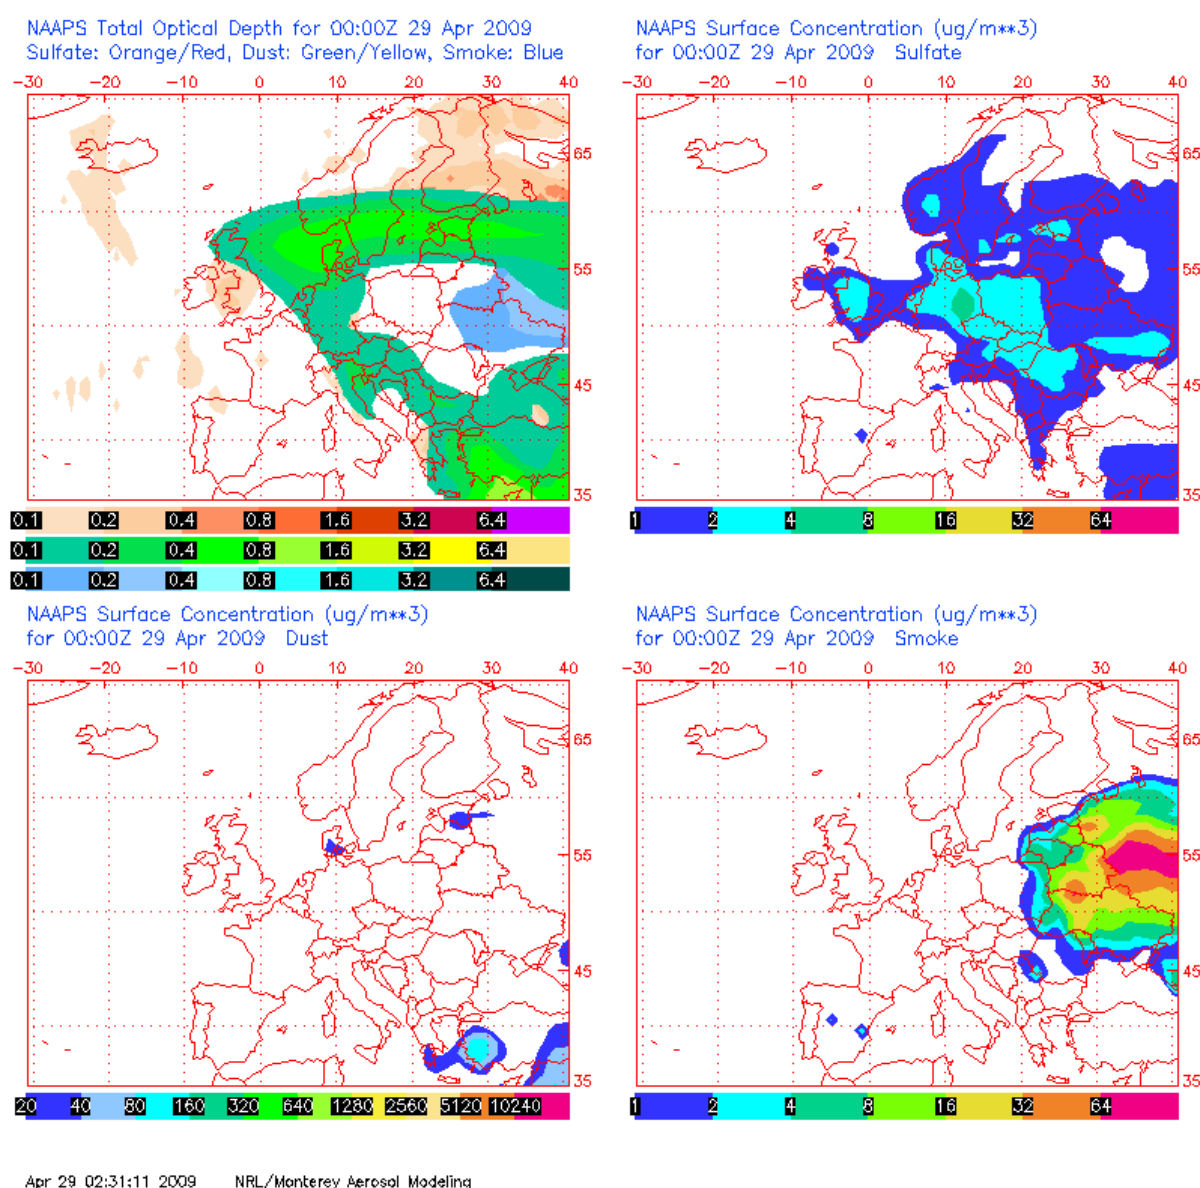 NAAPS Total Optical Depth for 00:00Z 29 Apr 2009
Sulfate: Orange/Red, Dust: Green/Yellow, Smoke: Blue
-30 -20 -10 0 10 20 30 40
65
55
45
35
0.1 0.2 0.4 0.8 1.6 3.2 6.4
0.1 0.2 0.4 0.8 1.6 3.2 6.4
0.1 0.2 0.4 0.8 1.6 3.2 6.4
NAAPS Surface Concentration (ug/m**3)
for 00:00Z 29 Apr 2009 Sulfate
-30 -20 -10 0 10 20 30 40
65
55
45
35
1 2 4 8 16 32 64
NAAPS Surface Concentration (ug/m**3)
for 00:00Z 29 Apr 2009 Dust
-30 -20 -10 0 10 20 30 40
65
55
45
35
20 40 80 160 320 640 1280 2560 5120 10240
NAAPS Surface Concentration (ug/m**3)
for 00:00Z 29 Apr 2009 Smoke
-30 -20 -10 0 10 20 30 40
65
55
45
35
1 2 4 8 16 32 64
Apr 29 02:31:11 2009 NRL/Monterey Aerosol Modeling